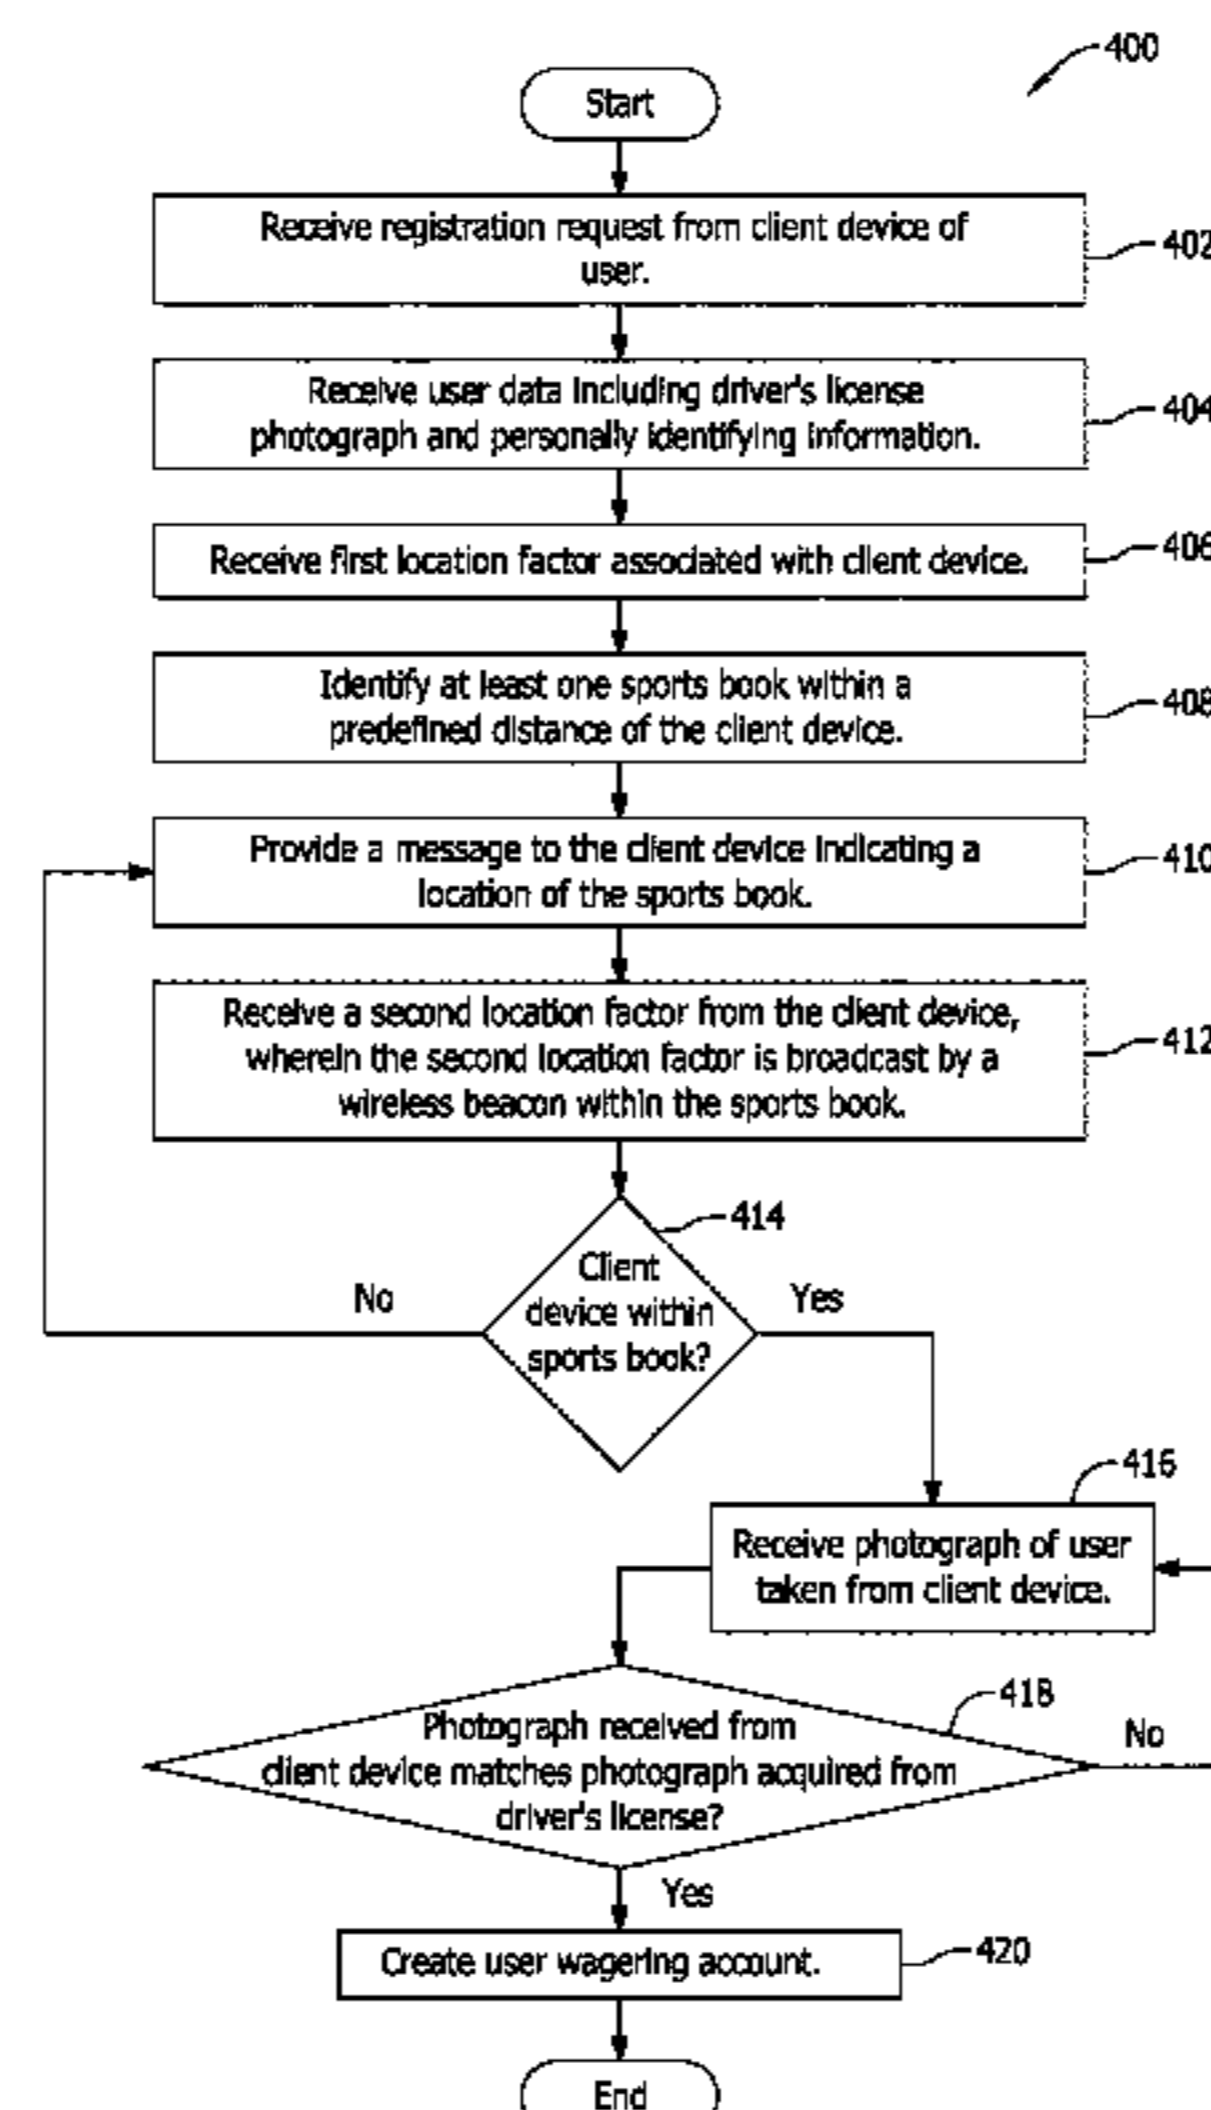 400
Start
Receive registration request from client device of
user.
402
Receive user data including driver's license
photograph and personally identifying information.
404
Receive first location factor associated with client device.
406
Identify at least one sports book within a
predefined distance of the client device.
408
Provide a message to the client device indicating a
location of the sports book.
410
Receive a second location factor from the client device,
wherein the second location factor is broadcast by a
wireless beacon within the sports book.
412
414
Client
device within
sports book?
No
Yes
416
Receive photograph of user
taken from client device.
418
Photograph received from
client device matches photograph acquired from
driver's license?
No
Yes
Create user wagering account.
420
End